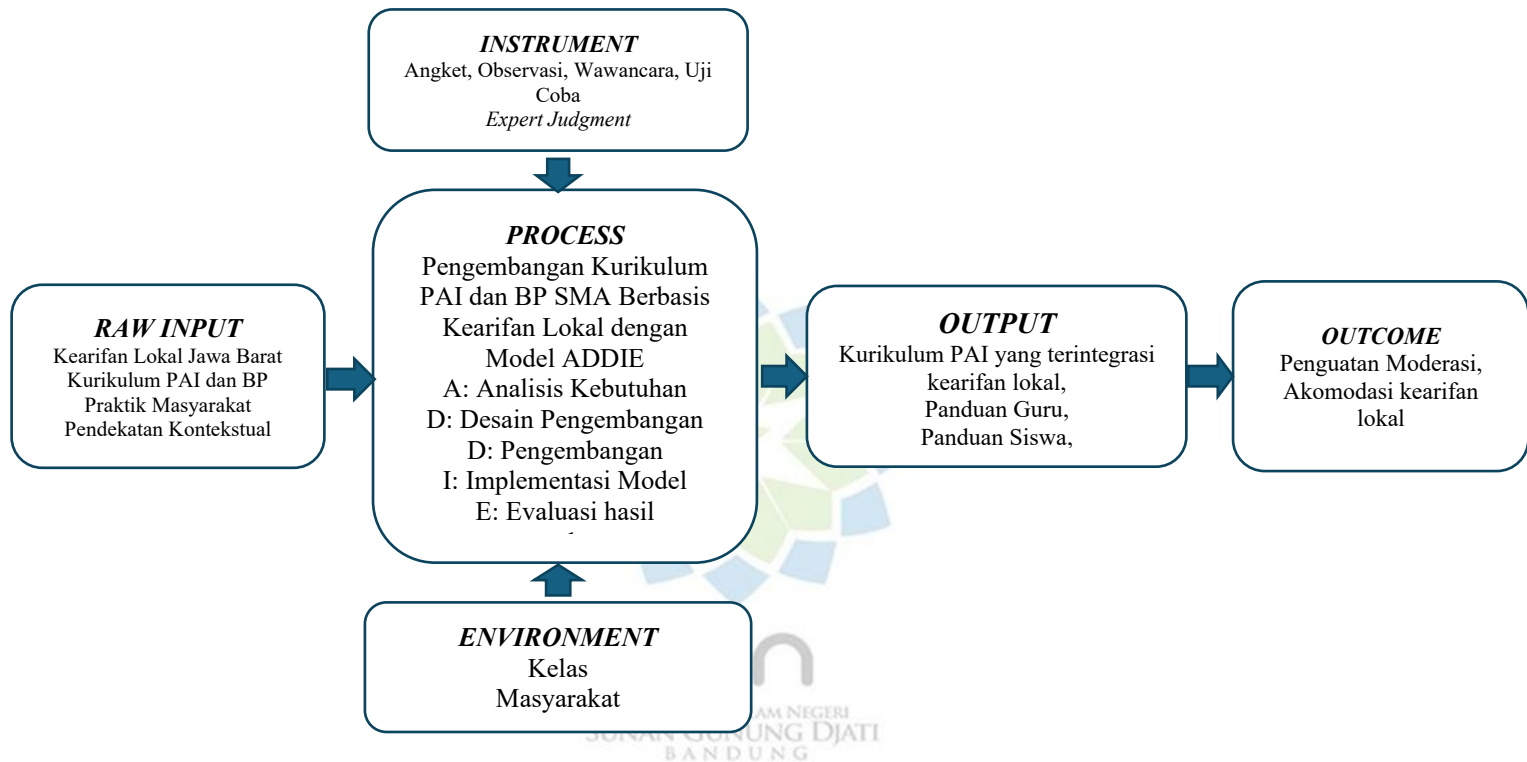 INSTRUMENT
Angket, Observasi, Wawancara, Uji
Coba
Expert Judgment
RAW INPUT
Kearifan Lokal Jawa Barat
Kurikulum PAI dan BP
Praktik Masyarakat
Pendekatan Kontekstual
PROCESS
Pengembangan Kurikulum
PAI dan BP SMA Berbasis
Kearifan Lokal dengan
Model ADDIE
A: Analisis Kebutuhan
D: Desain Pengembangan
D: Pengembangan
I: Implementasi Model
E: Evaluasi hasil
OUTPUT
Kurikulum PAI yang terintegrasi
kearifan lokal,
Panduan Guru,
Panduan Siswa,
OUTCOME
Penguatan Moderasi,
Akomodasi kearifan
lokal
ENVIRONMENT
Kelas
Masyarakat
NEGERI
SUNAN GUNUNG DJATI
BANDUNG